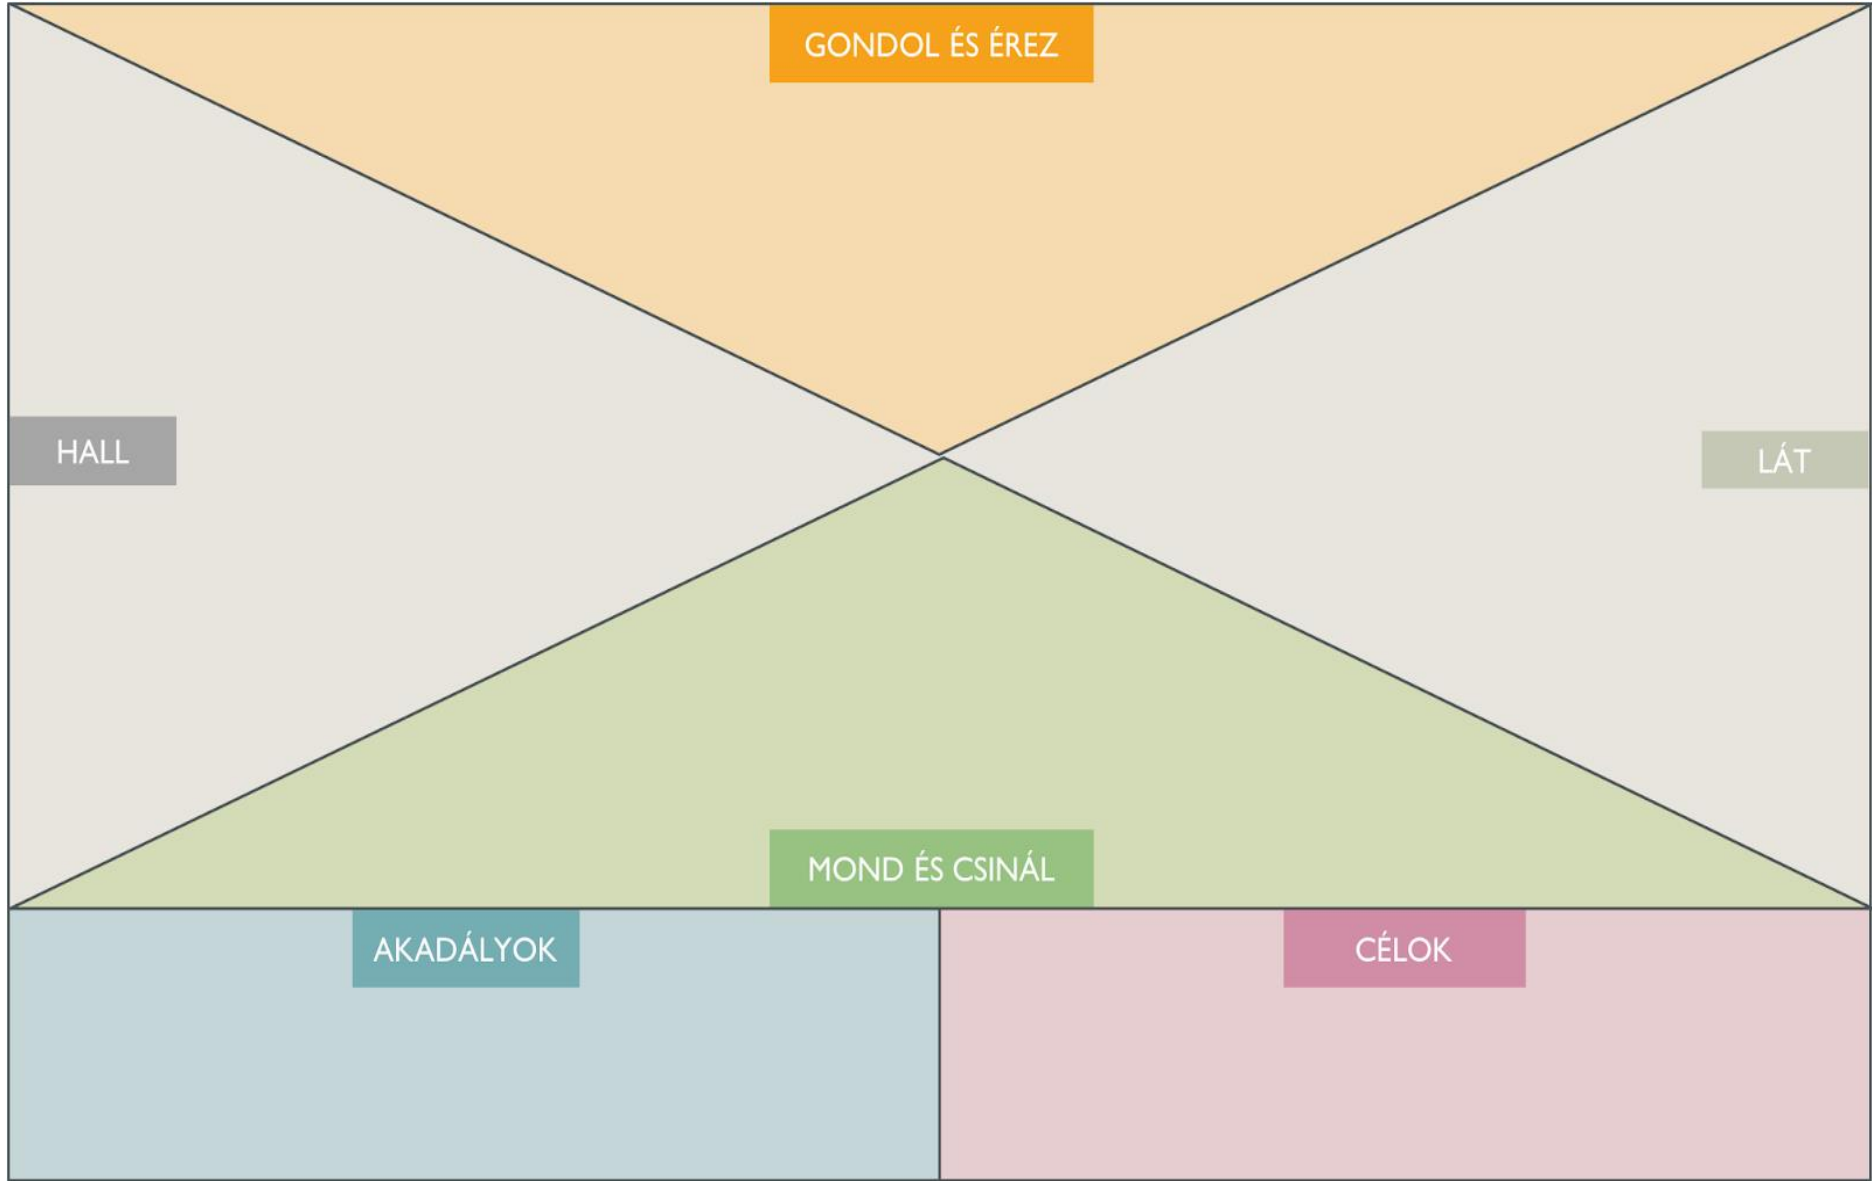 GONDOL ÉS ÉREZ
HALL
LÁT
MOND ÉS CSINÁL
AKADÁLYOK
CÉLOK